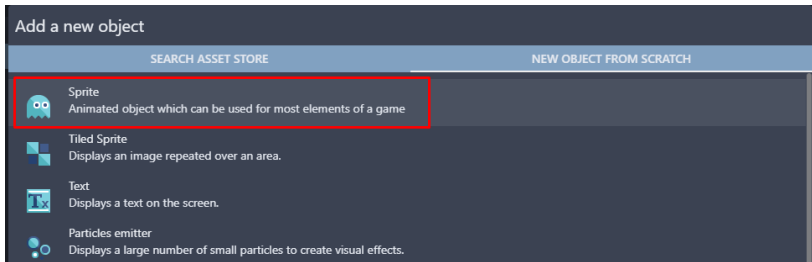 Add a new object
SEARCH ASSET STORE
NEW OBJECT FROM SCRATCH
Sprite
Animated object which can be used for most elements of a game
Tiled Sprite
Displays an image repeated over an area.
Tx
Text
Displays a text on the screen.
Particles emitter
Displays a large number of small particles to create visual effects.